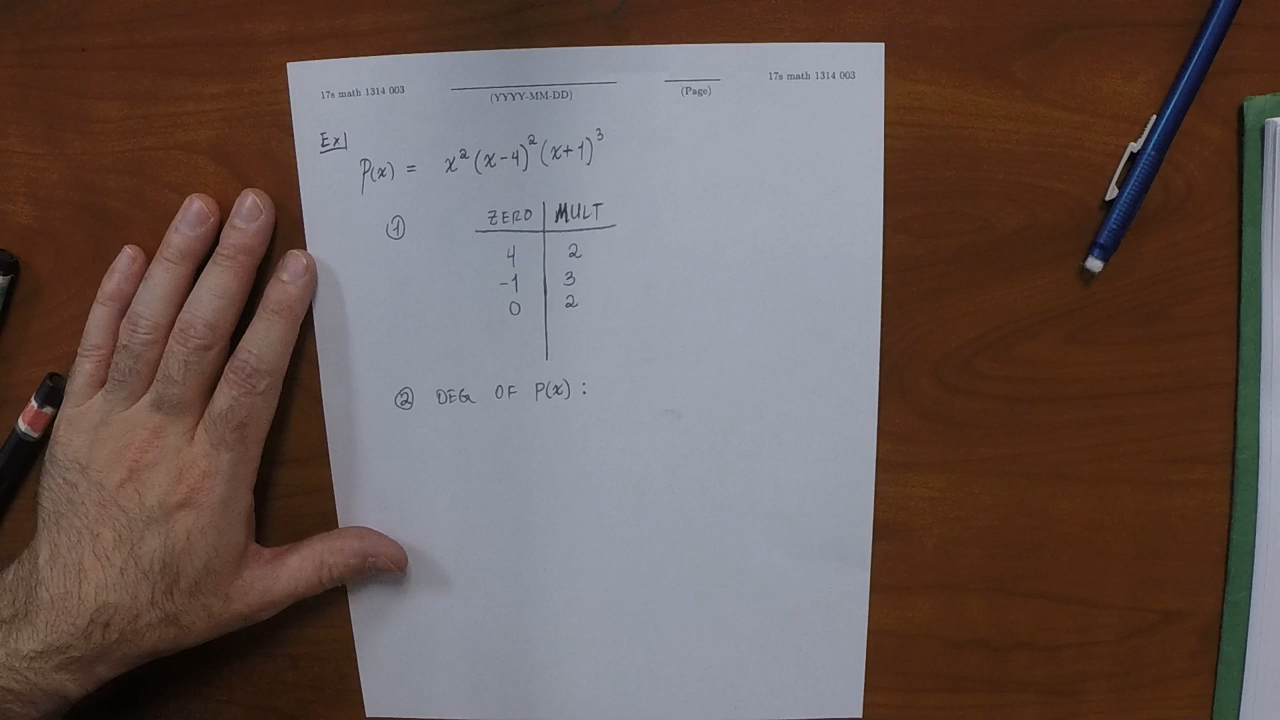 17s math 1314 003 (YYYY-MM-DD) (Page) 17s math 1314 003
Ex1
P(x) = x²(x-4)²(x+1)³
① ZERO | MULT
4 | 2
-1 | 3
0 | 2
② DEG OF P(x) :